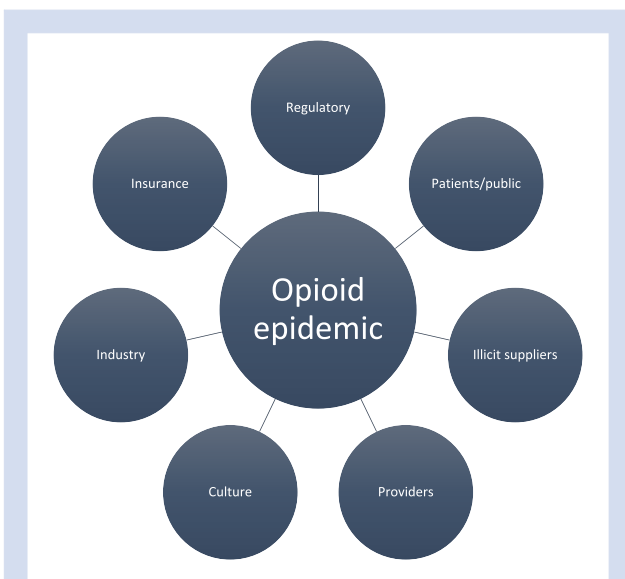 Regulatory
Insurance
Patients/public
Opioid
epidemic
Industry
Illicit suppliers
Culture
Providers